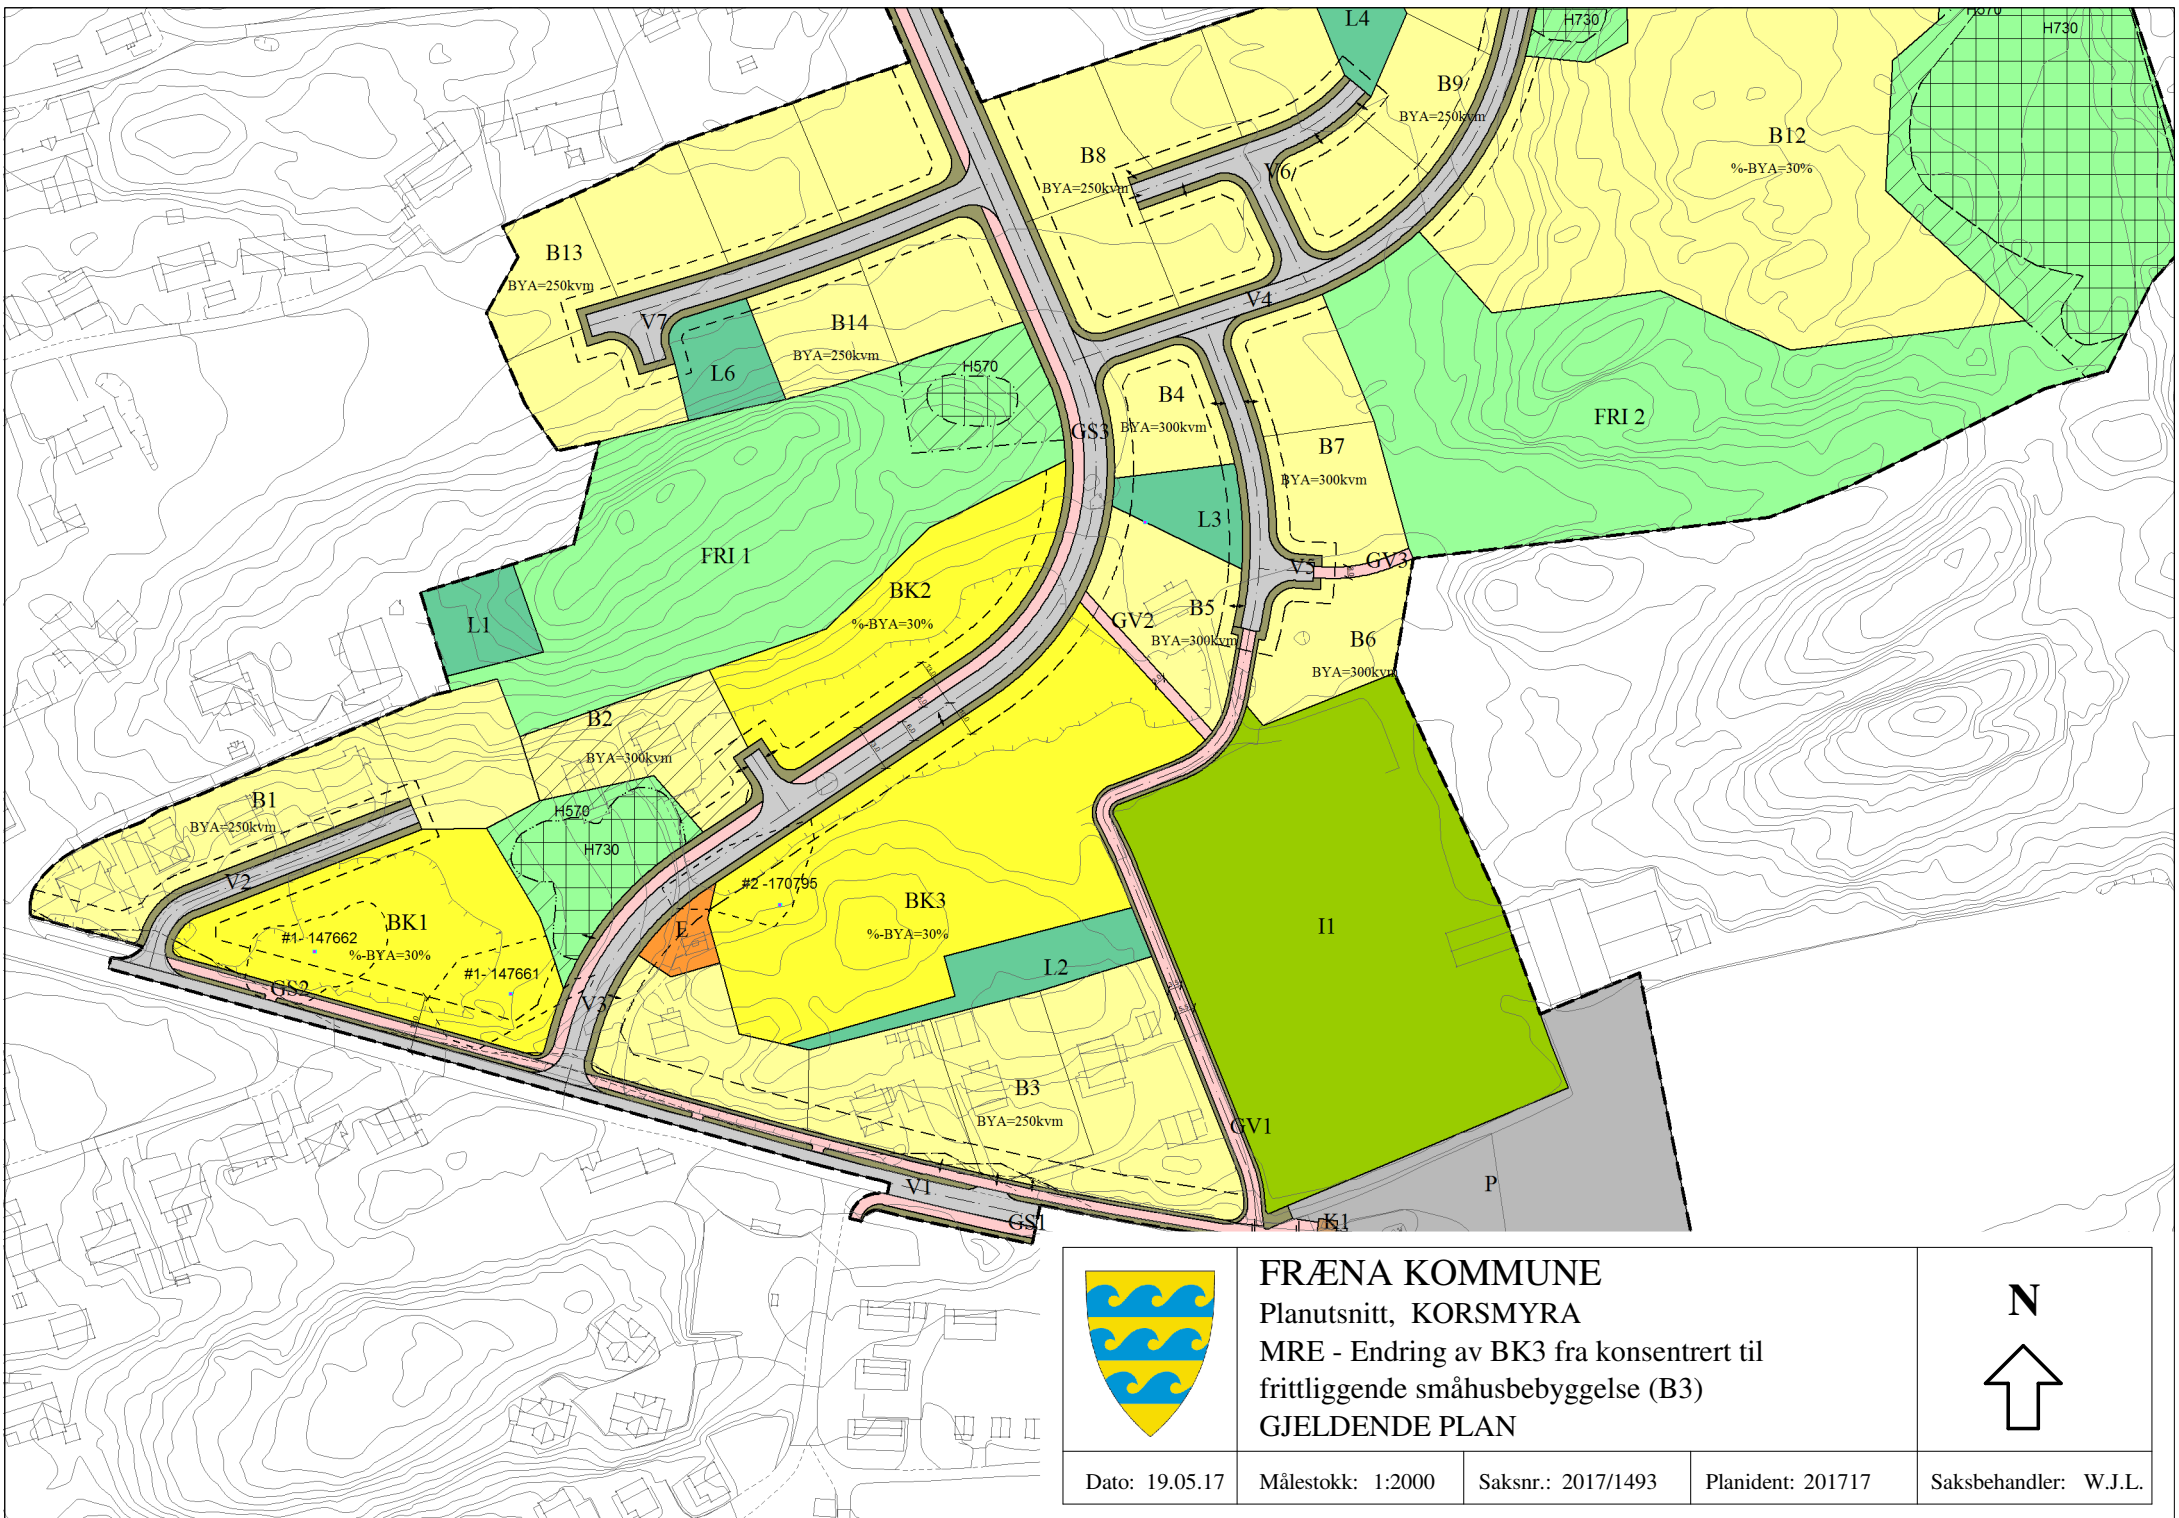 L4
H730
H570
H730
B9
BYA=250kvm
B12
%-BYA=30%
B8
BYA=250kvm
V6
B13
BYA=250kvm
V4
V7
B14
BYA=250kvm
L6
H570
B4
BYA=300kvm
GS3
FRI 2
B7
BYA=300kvm
L3
FRI 1
V5
GV3
BK2
%-BYA=30%
GV2
B5
BYA=300kvm
L1
B6
BYA=300kvm
B2
BYA=300kvm
B1
BYA=250kvm
H570
H730
V2
#2 -170795
BK3
%-BYA=30%
BK1
#1- 147662
%-BYA=30%
E
I1
#1- 147661
L2
GS2
V3
B3
BYA=250kvm
GV1
V1
P
GS1
K1
FRÆNA KOMMUNE
Planutsnitt, KORSMYRA
MRE - Endring av BK3 fra konsentrert til
frittliggende småhusbebyggelse (B3)
GJELDENDE PLAN
N
Dato: 19.05.17
Målestokk: 1:2000
Saksnr.: 2017/1493
Planident: 201717
Saksbehandler: W.J.L.